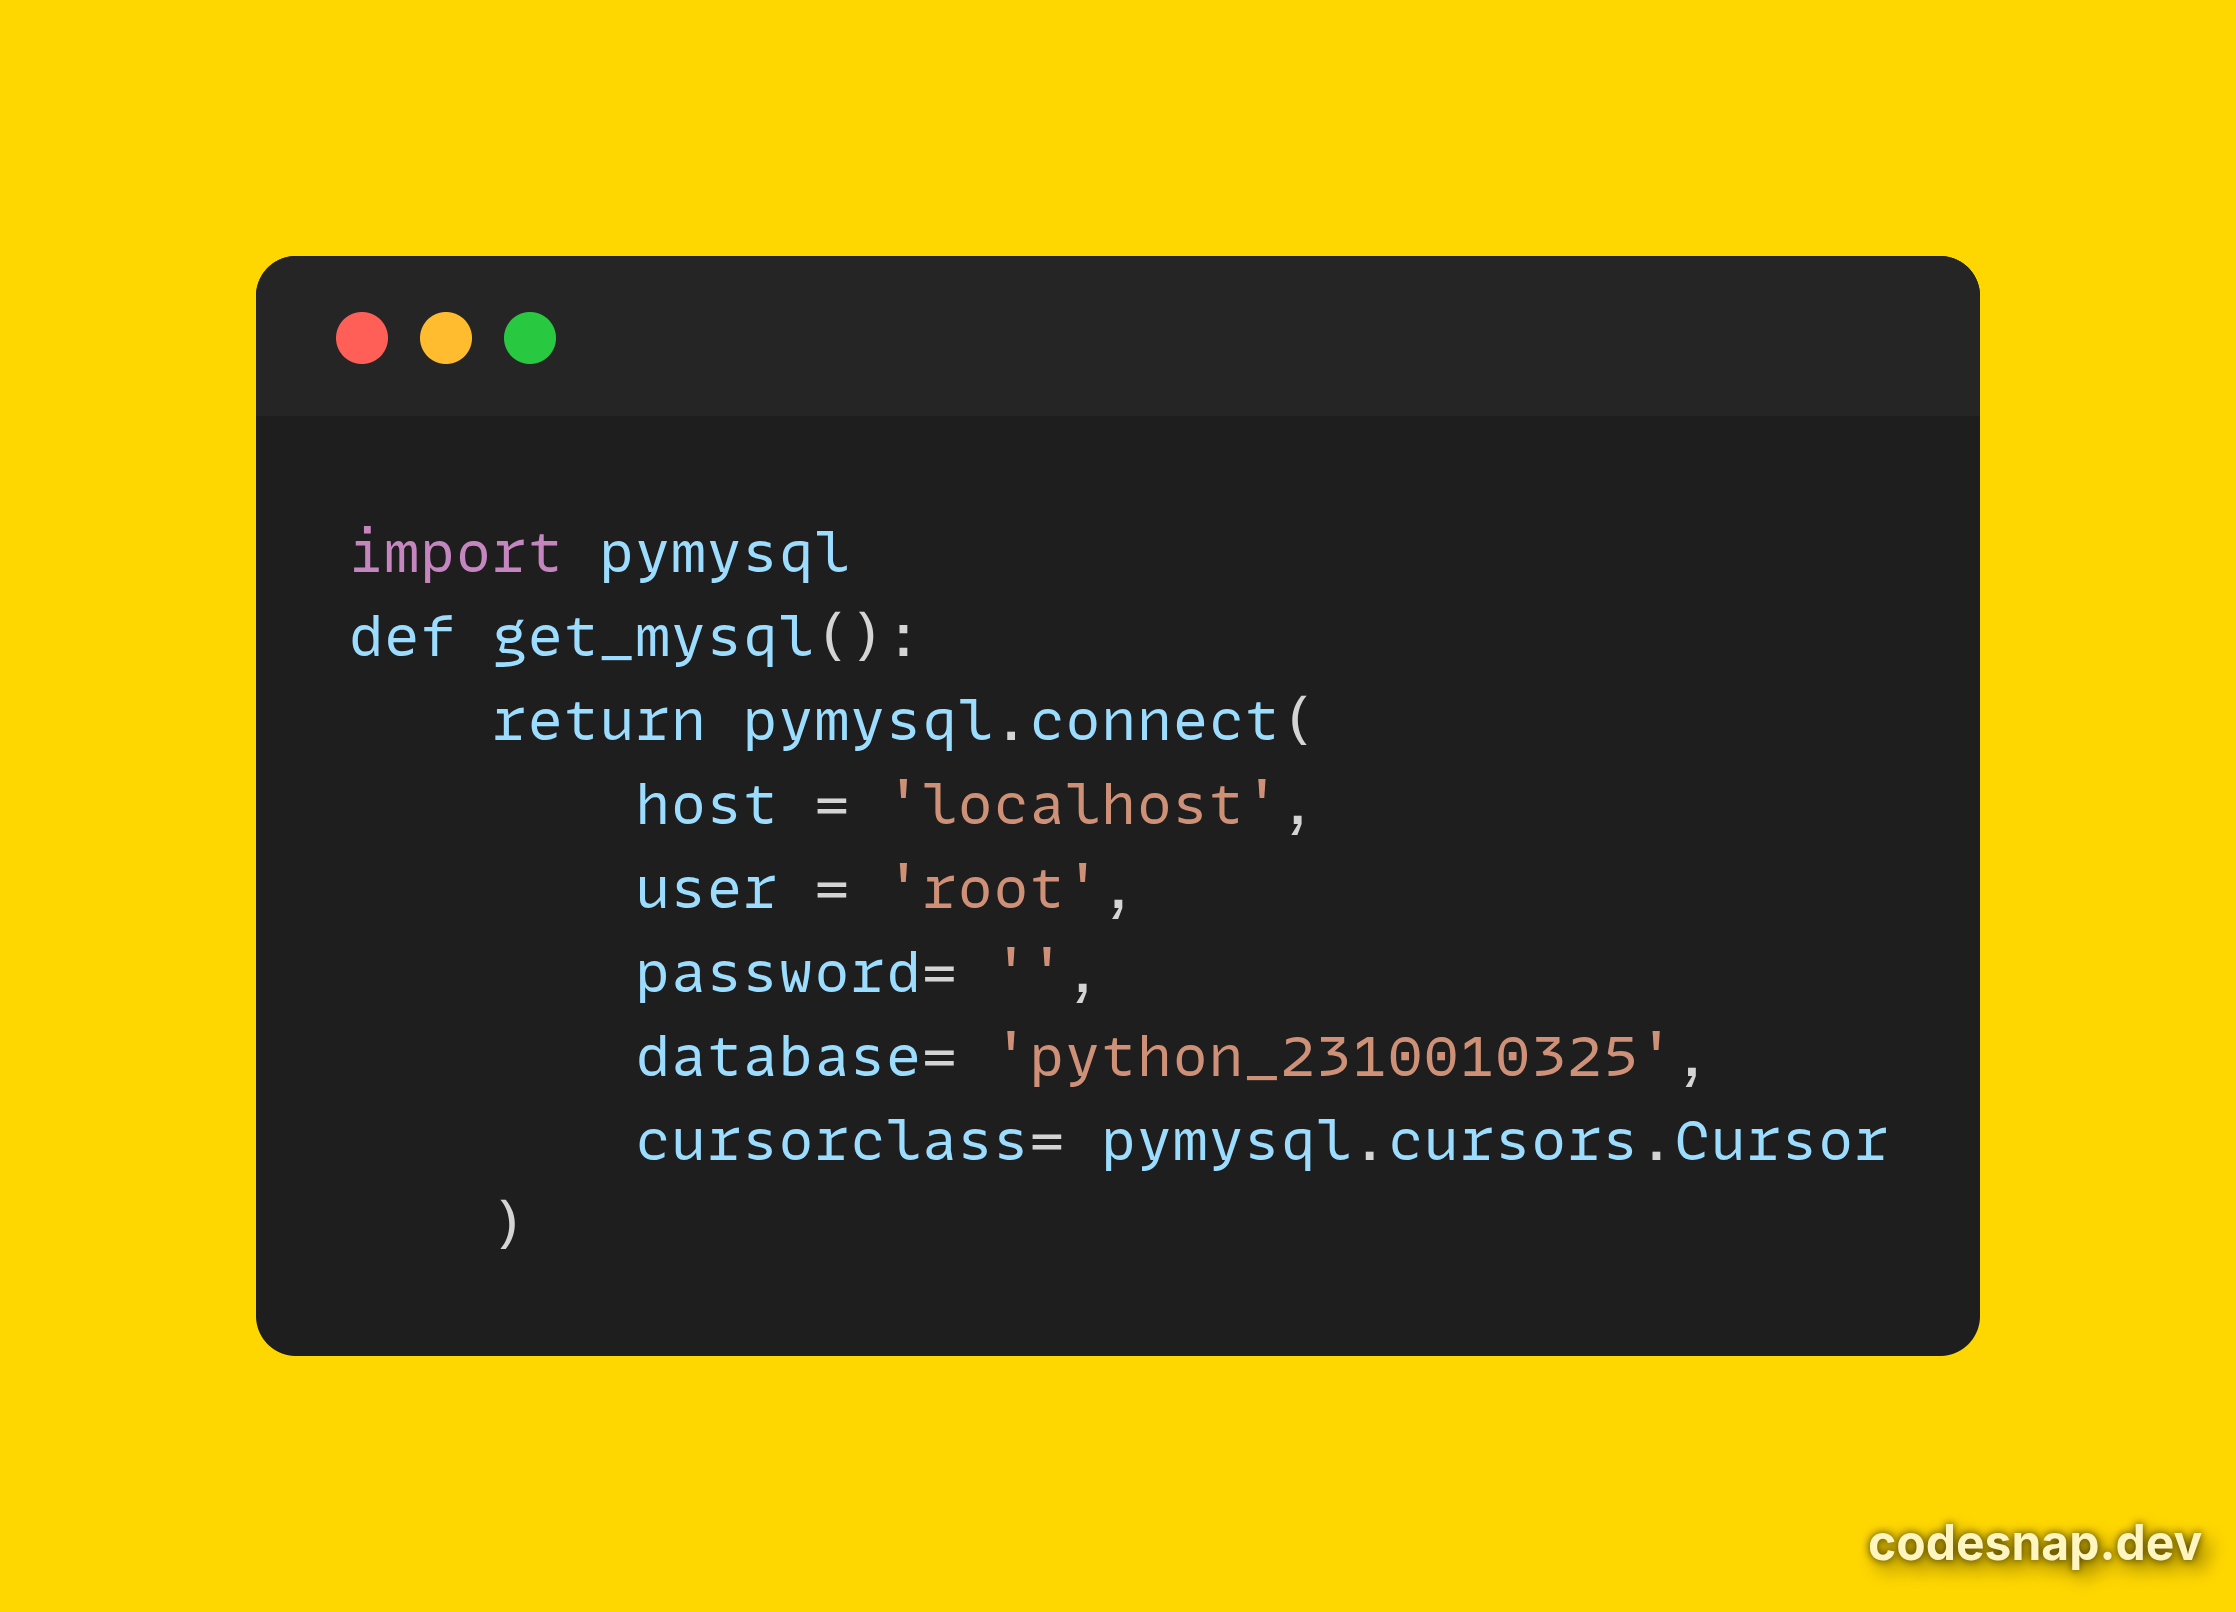 import pymysql
def get_mysql():
    return pymysql.connect(
        host = 'localhost',
        user = 'root',
        password= '',
        database= 'python_2310010325',
        cursorclass= pymysql.cursors.Cursor
    )
codesnap.dev